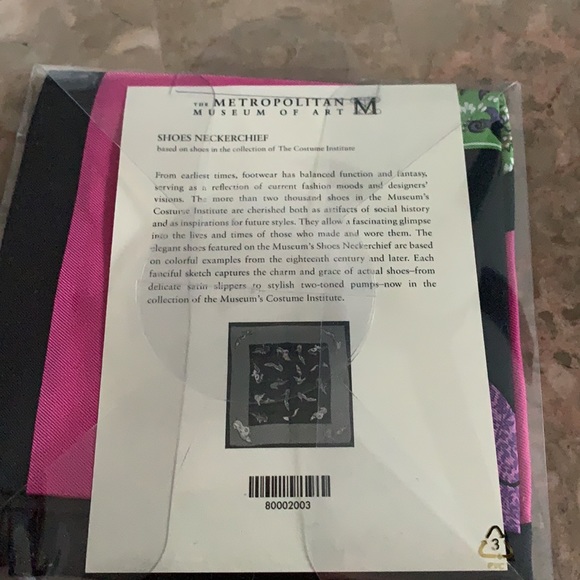 THE METROPOLITAN M
MUSEUM OF ART
SHOES NECKERCHIEF
based on shoes in the collection of The Costume Institute
From earliest times, footwear has balanced function and fantasy,
serving as a reflection of current fashion moods and designers'
visions. The more than two thousand shoes in the Museum's
Costume Institute are cherished both as artifacts of social history
and as inspirations for future styles. They allow a fascinating glimpse
into the lives and times of those who made and wore them. The
elegant shoes featured on the Museum's Shoes Neckerchief are based
on colorful examples from the eighteenth century and later. Each
fanciful sketch captures the charm and grace of actual shoes–from
delicate satin slippers to stylish two-toned pumps–now in the
collection of the Museum's Costume Institute.
80002003
3
PVC